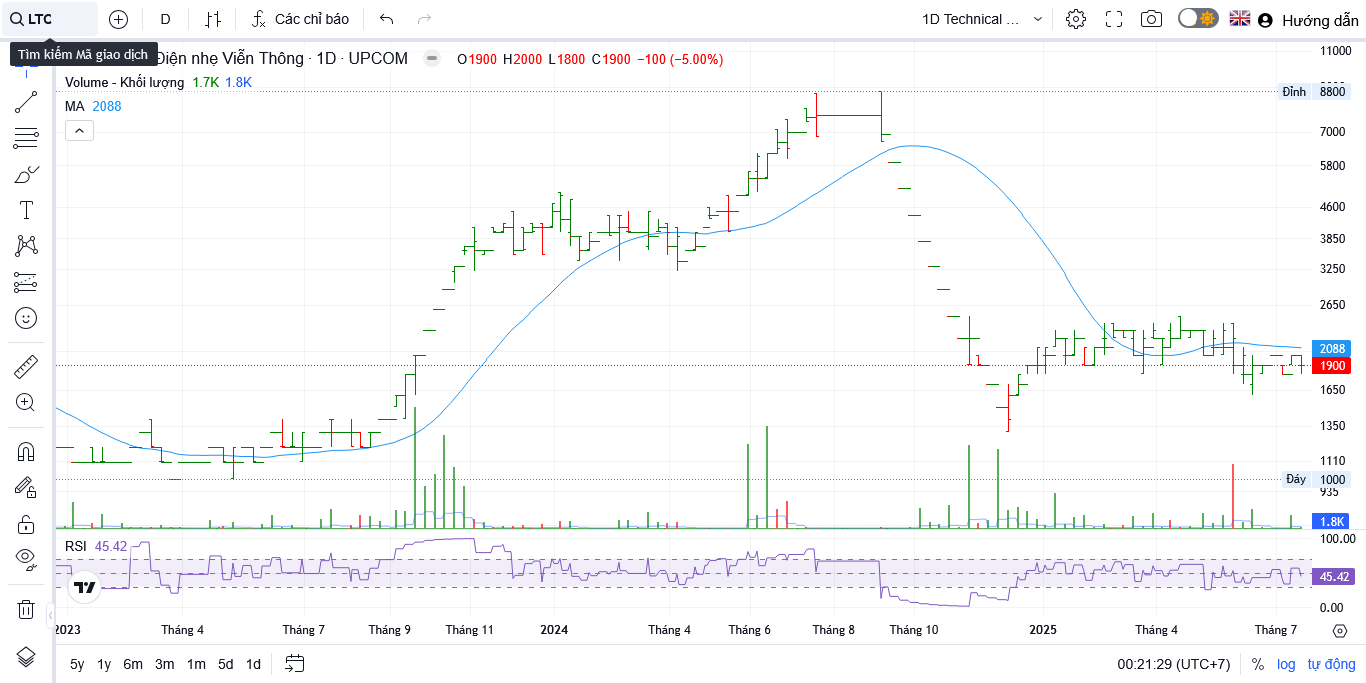 LTC
D
Các chỉ báo
1D Technical ...
Hướng dẫn
Tìm kiếm Mã giao dịch
Điện nhẹ Viễn Thông · 1D · UPCOM
O1900 H2000 L1800 C1900 −100 (−5.00%)
Volume - Khối lượng 1.7K 1.8K
MA 2088
11000
Đỉnh 8800
7000
5800
4600
3850
3250
2650
2088
1900
1650
1350
1110
Đáy 1000
935
1.8K
RSI 45.42
100.00
45.42
0.00
2023 Tháng 4 Tháng 7 Tháng 9 Tháng 11 2024 Tháng 4 Tháng 6 Tháng 8 Tháng 10 2025 Tháng 4 Tháng 7
5y 1y 6m 3m 1m 5d 1d
00:21:29 (UTC+7) % log tự động